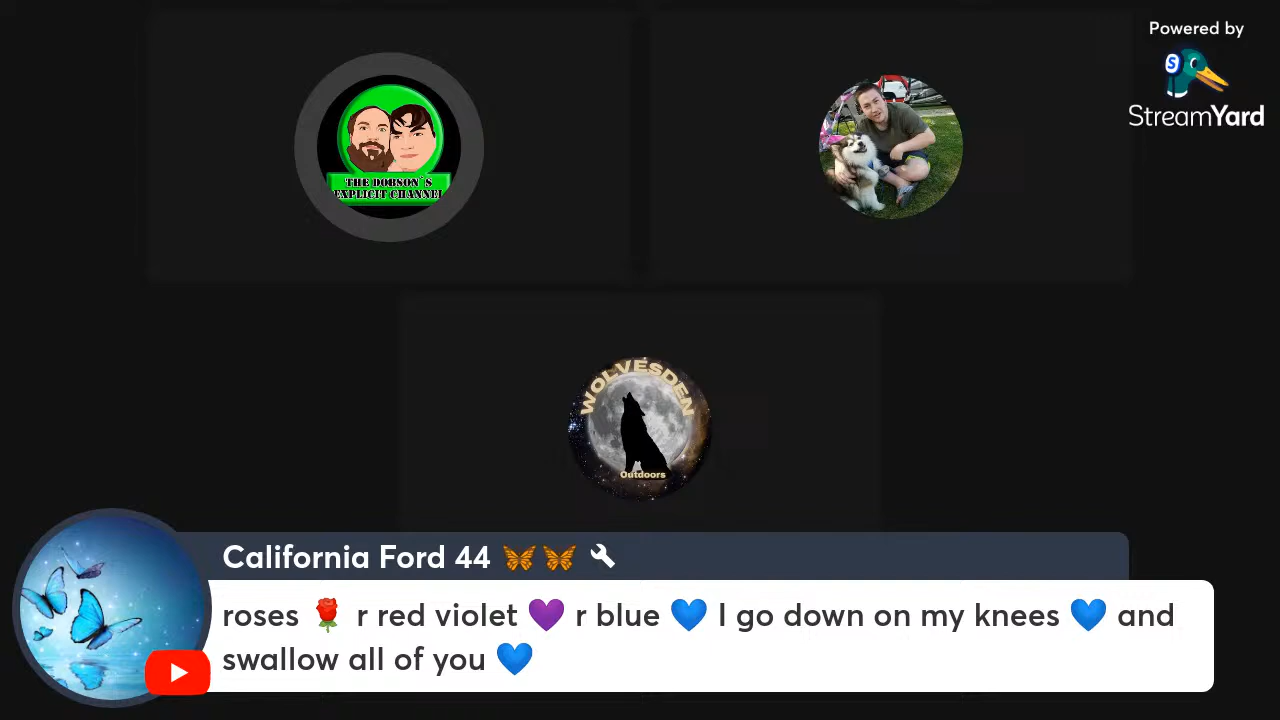 Powered by
S
StreamYard
THE DOBSON'S
EXPLICIT CHANNEL
WOLVESDEN
Outdoors
California Ford 44 🦋🦋 🔧
roses 🌹 r red violet 💜 r blue 💙 I go down on my knees 💙 and
swallow all of you 💙